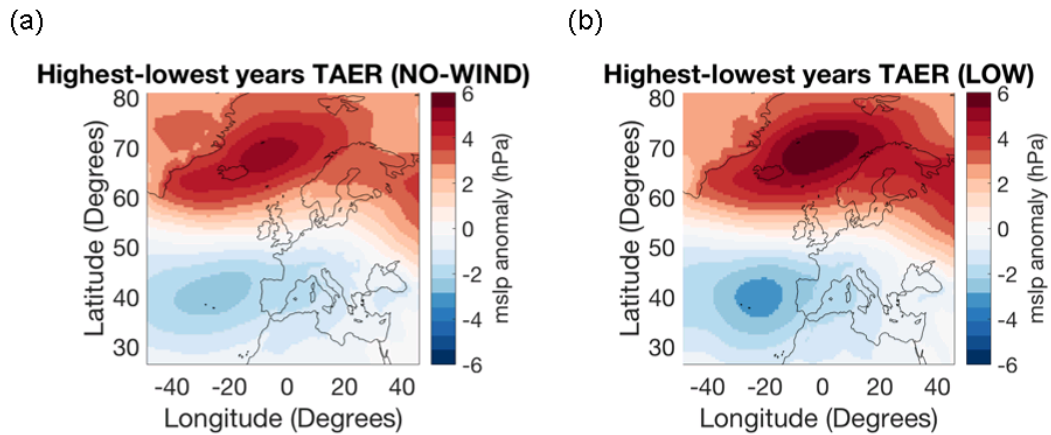 (a)
Highest-lowest years TAER (NO-WIND)
80
70
60
50
40
30
Latitude (Degrees)
-40 -20 0 20 40
Longitude (Degrees)
6
4
2
0
-2
-4
-6
mslp anomaly (hPa)
(b)
Highest-lowest years TAER (LOW)
80
70
60
50
40
30
Latitude (Degrees)
-40 -20 0 20 40
Longitude (Degrees)
6
4
2
0
-2
-4
-6
mslp anomaly (hPa)